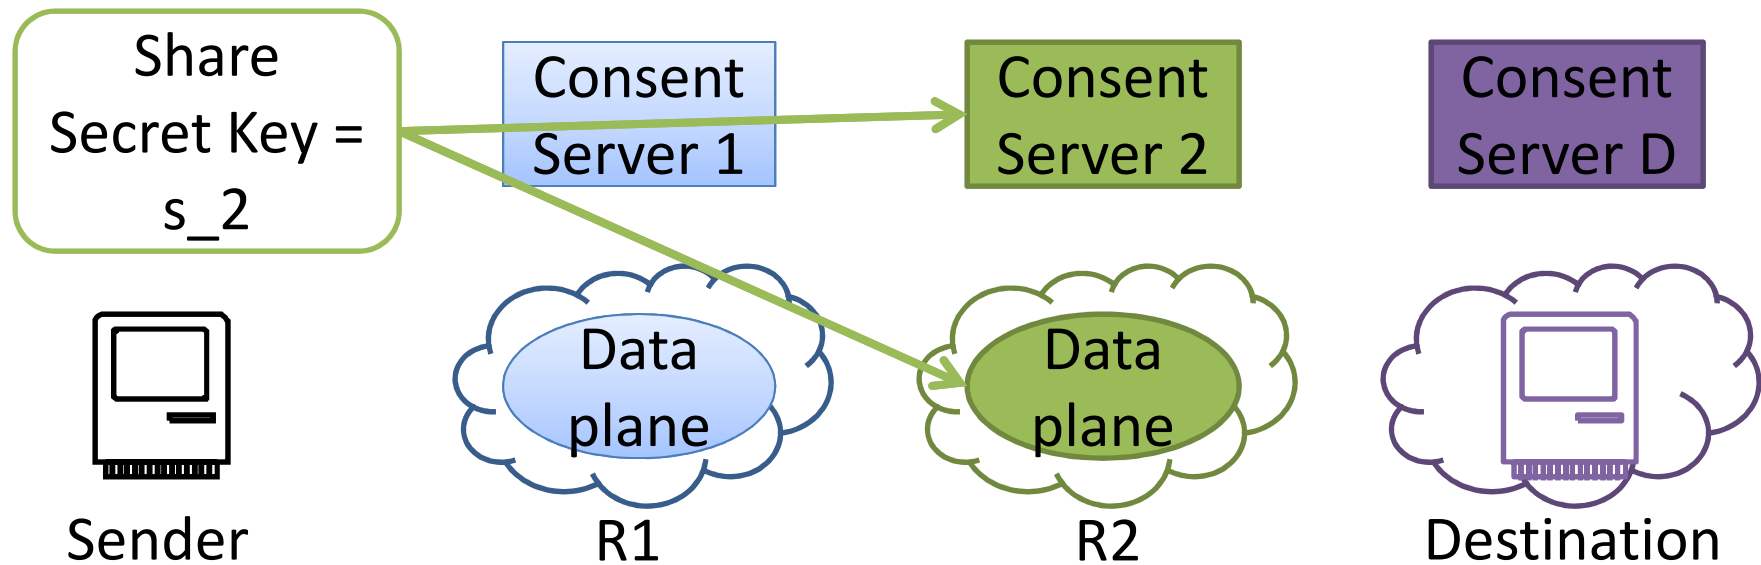 Share
Secret Key =
s_2
Consent
Server 1
Consent
Server 2
Consent
Server D
Data
plane
Data
plane
Sender
R1
R2
Destination